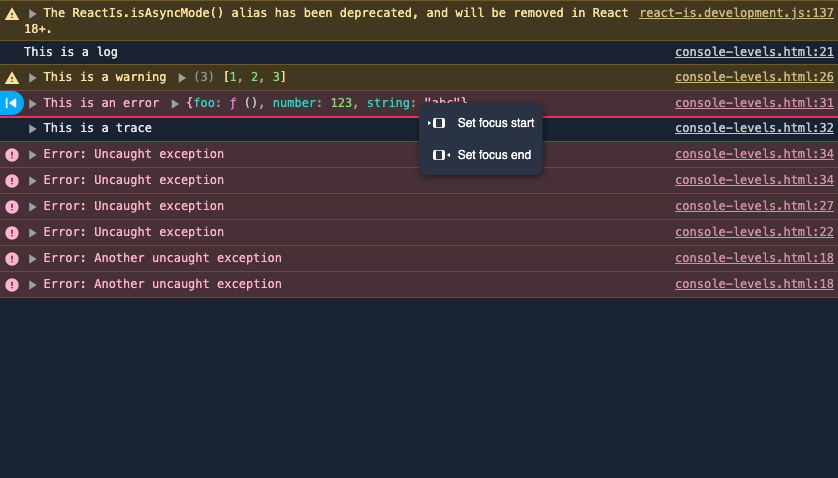 The ReactIs.isAsyncMode() alias has been deprecated, and will be removed in React 18+. react-is.development.js:137
This is a log console-levels.html:21
This is a warning (3) [1, 2, 3] console-levels.html:26
This is an error {foo: ƒ (), number: 123, string: "abc"} console-levels.html:31
Set focus start
This is a trace console-levels.html:32
Set focus end
Error: Uncaught exception console-levels.html:34
Error: Uncaught exception console-levels.html:34
Error: Uncaught exception console-levels.html:27
Error: Uncaught exception console-levels.html:22
Error: Another uncaught exception console-levels.html:18
Error: Another uncaught exception console-levels.html:18